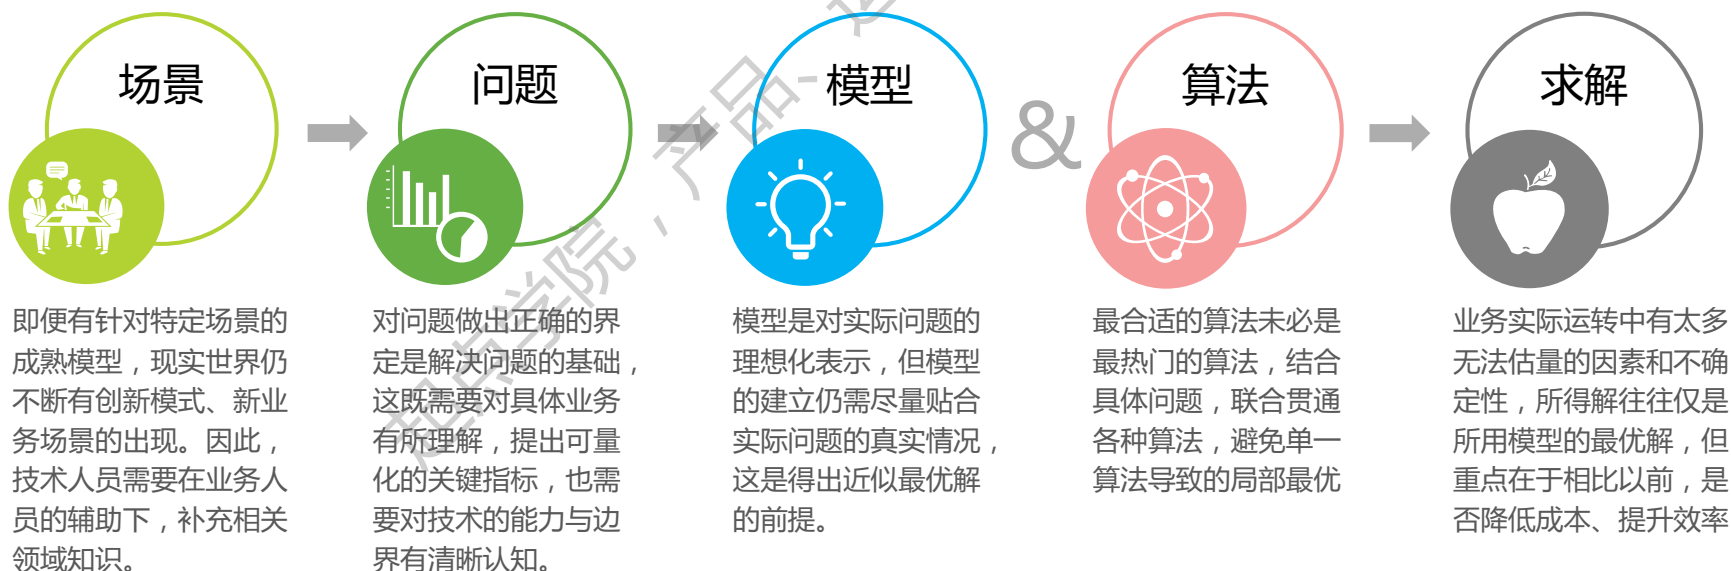 场景
即便有针对特定场景的
成熟模型，现实世界仍
不断有创新模式、新业
务场景的出现。因此，
技术人员需要在业务人
员的辅助下，补充相关
领域知识。
问题
对问题做出正确的界
定是解决问题的基础，
这既需要对具体业务
有所理解，提出可量
化的关键指标，也需
要对技术的能力与边
界有清晰认知。
模型
模型是对实际问题的
理想化表示，但模型
的建立仍需尽量贴合
实际问题的真实情况，
这是得出近似最优解
的前提。
&
算法
最合适的算法未必是
最热门的算法，结合
具体问题，联合贯通
各种算法，避免单一
算法导致的局部最优
求解
业务实际运转中有太多
无法估量的因素和不确
定性，所得解往往仅是
所用模型的最优解，但
重点在于相比以前，是
否降低成本、提升效率
起点学院，产品、运